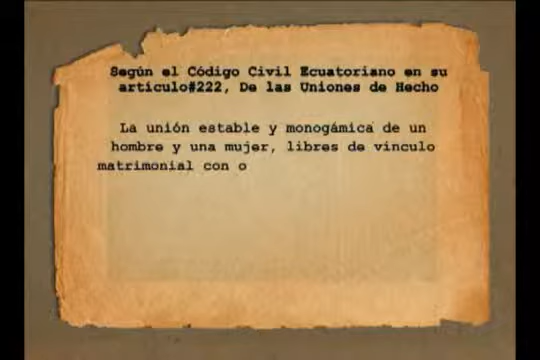 Según el Código Civil Ecuatoriano en su
artículo#222, De las Uniones de Hecho
La unión estable y monogámica de un
hombre y una mujer, libres de vínculo
matrimonial con o